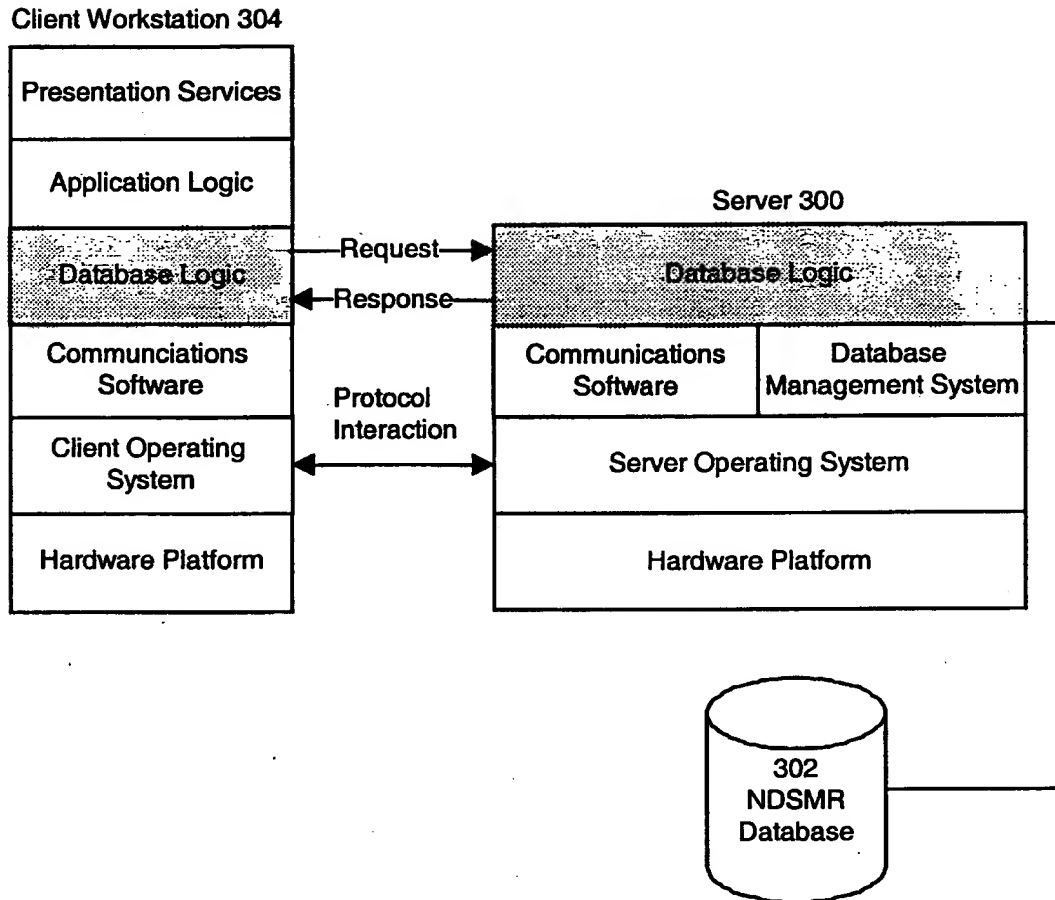 Client Workstation 304
Presentation Services
Application Logic
Database Logic
Communciations
Software
Client Operating
System
Hardware Platform
Request
Response
Protocol
Interaction
Server 300
Database Logic
Communications
Software
Database
Management System
Server Operating System
Hardware Platform
302
NDSMR
Database